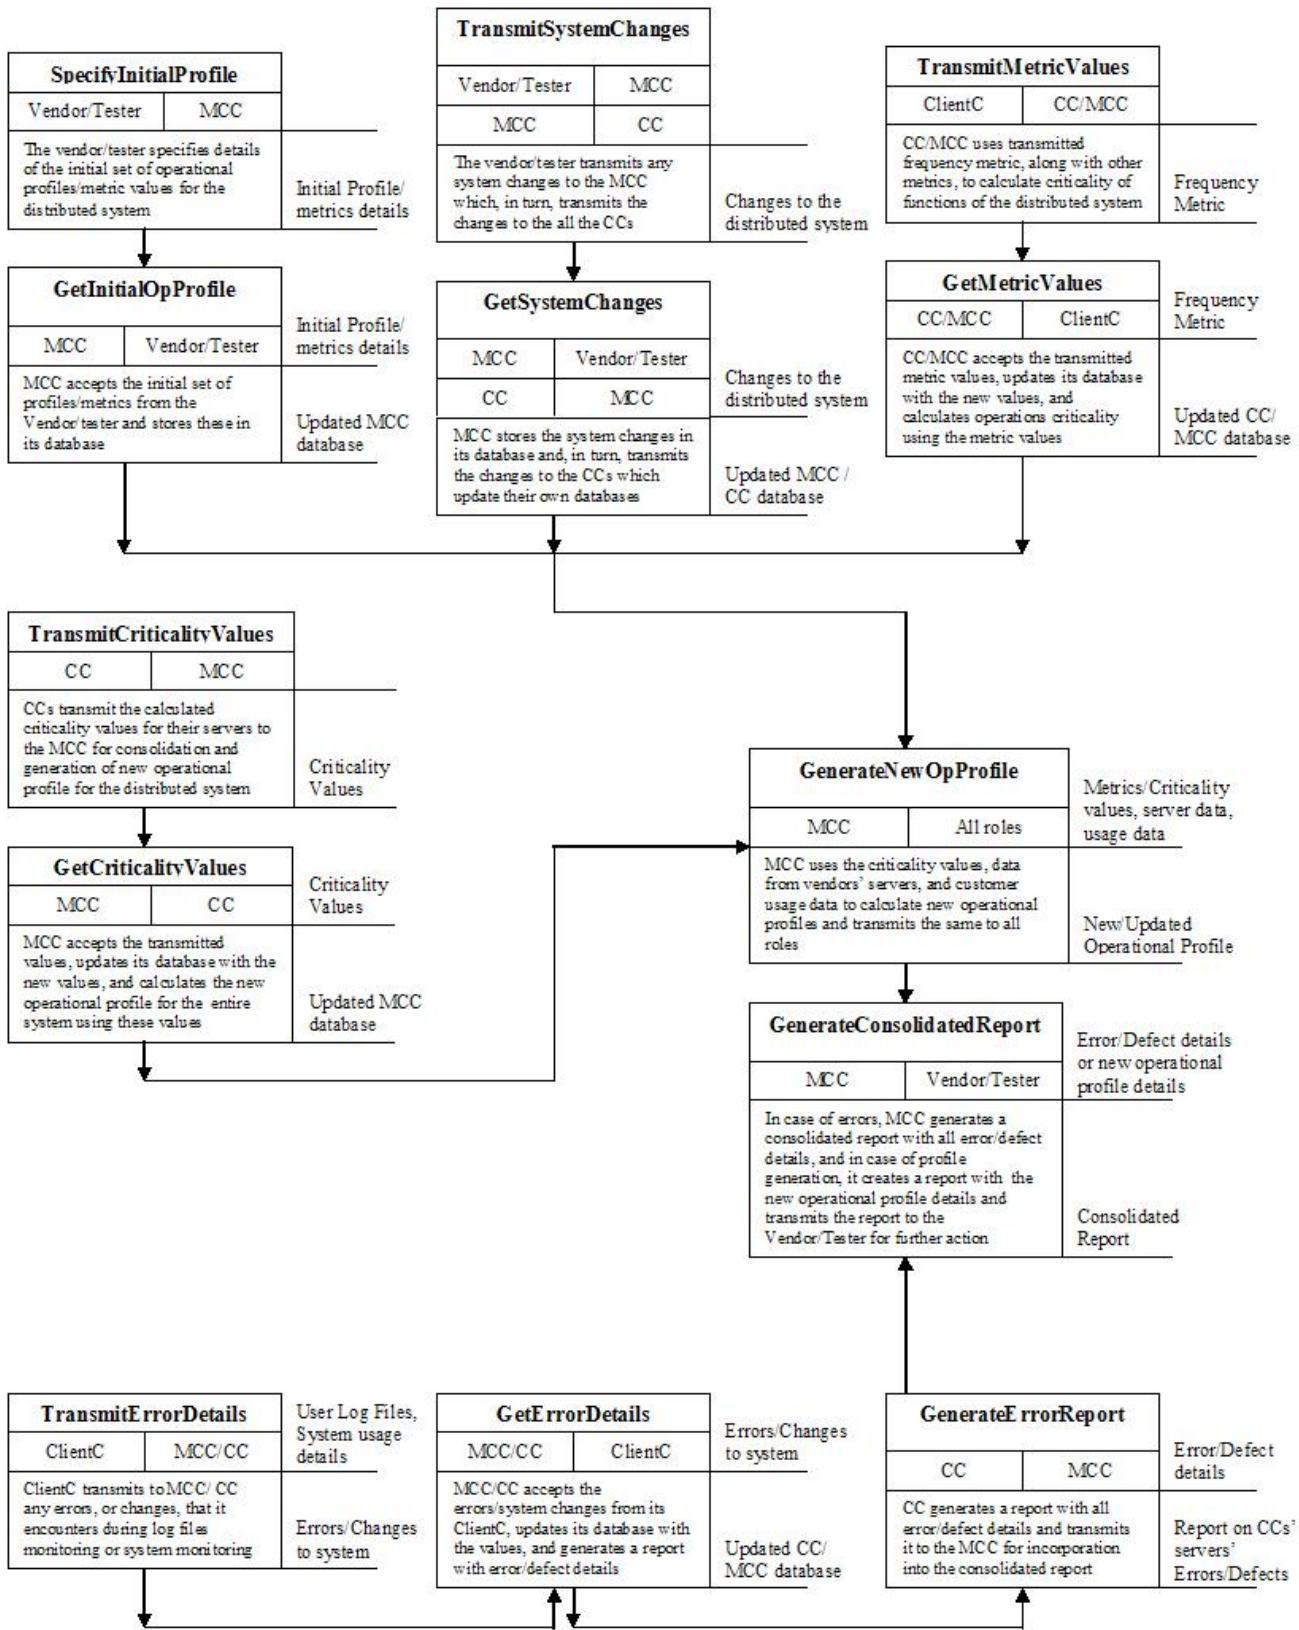 SpecifyInitialProfile
Vendor/Tester
MCC
The vendor/tester specifies details
of the initial set of operational
profiles/metric values for the
distributed system
Initial Profile/
metrics details
TransmitSystemChanges
Vendor/Tester
MCC
MCC
CC
The vendor/tester transmits any
system changes to the MCC
which, in turn, transmits the
changes to the all the CCs
Changes to the
distributed system
TransmitMetricValues
ClientC
CC/MCC
CC/MCC uses transmitted
frequency metric, along with other
metrics, to calculate criticality of
functions of the distributed system
Frequency
Metric
GetInitialOpProfile
Initial Profile/
metrics details
MCC
Vendor/Tester
MCC accepts the initial set of
profiles/metrics from the
Vendor/tester and stores these in
its database
Updated MCC
database
GetSystemChanges
MCC
Vendor/Tester
CC
MCC
Changes to the
distributed system
MCC stores the system changes in
its database and, in turn, transmits
the changes to the CCs which
update their own databases
Updated MCC /
CC database
GetMetricValues
Frequency
Metric
CC/MCC
ClientC
CC/MCC accepts the transmitted
metric values, updates its database
with the new values, and
calculates operations criticality
using the metric values
Updated CC/
MCC database
TransmitCriticalityValues
CC
MCC
CCs transmit the calculated
criticality values for their servers to
the MCC for consolidation and
generation of new operational
profile for the distributed system
Criticality
Values
GetCriticalityValues
Criticality
Values
MCC
CC
MCC accepts the transmitted
values, updates its database with the
new values, and calculates the new
operational profile for the entire
system using these values
Updated MCC
database
GenerateNewOpProfile
Metrics/Criticality
values, server data,
usage data
MCC
All roles
MCC uses the criticality values, data
from vendors' servers, and customer
usage data to calculate new operational
profiles and transmits the same to all
roles
New/Updated
Operational Profile
GenerateConsolidatedReport
Error/Defect details
or new operational
profile details
MCC
Vendor/Tester
In case of errors, MCC generates a
consolidated report with all error/defect
details, and in case of profile
generation, it creates a report with the
new operational profile details and
transmits the report to the
Vendor/Tester for further action
Consolidated
Report
TransmitErrorDetails
User Log Files,
System usage
details
ClientC
MCC/CC
ClientC transmits to MCC/ CC
any errors, or changes, that it
encounters during log files
monitoring or system monitoring
Errors/Changes
to system
GetErrorDetails
Errors/Changes
to system
MCC/CC
ClientC
MCC/CC accepts the
errors/system changes from its
ClientC, updates its database with
the values, and generates a report
with error/defect details
Updated CC/
MCC database
GenerateErrorReport
Error/Defect
details
CC
MCC
CC generates a report with all
error/defect details and transmits
it to the MCC for incorporation
into the consolidated report
Report on CCs'
servers'
Errors/Defects